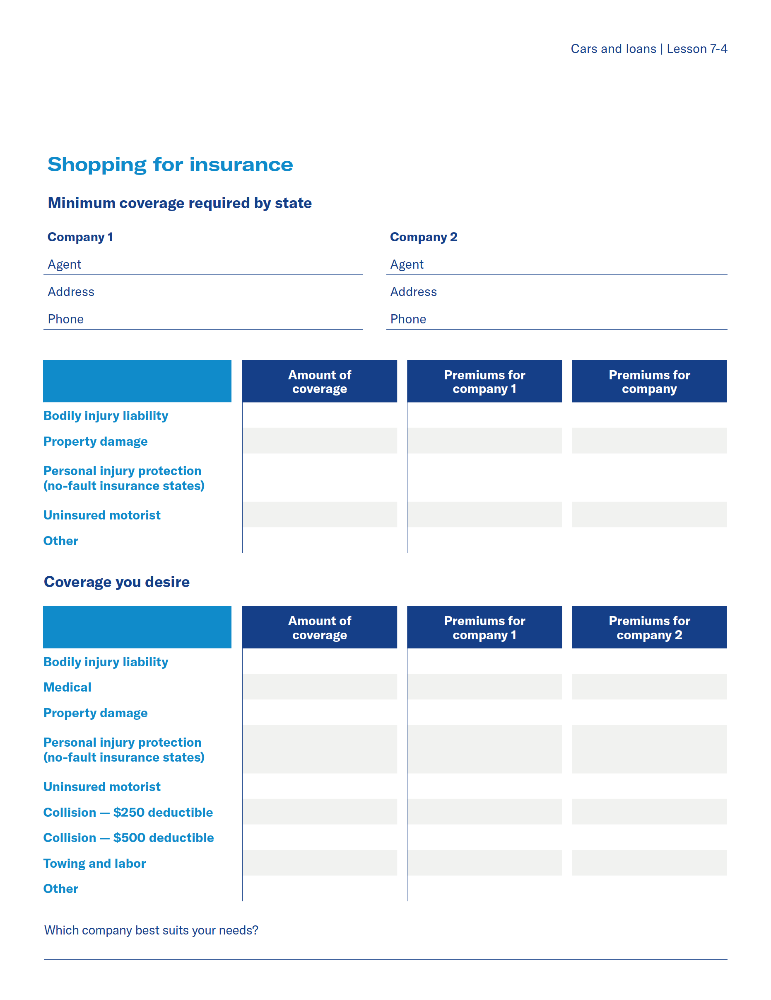 Cars and loans | Lesson 7-4
Shopping for insurance
Minimum coverage required by state
Company 1
Agent
Address
Phone
Company 2
Agent
Address
Phone
Amount of
coverage
Premiums for
company 1
Premiums for
company
Bodily injury liability
Property damage
Personal injury protection
(no-fault insurance states)
Uninsured motorist
Other
Coverage you desire
Amount of
coverage
Premiums for
company 1
Premiums for
company 2
Bodily injury liability
Medical
Property damage
Personal injury protection
(no-fault insurance states)
Uninsured motorist
Collision — $250 deductible
Collision — $500 deductible
Towing and labor
Other
Which company best suits your needs?